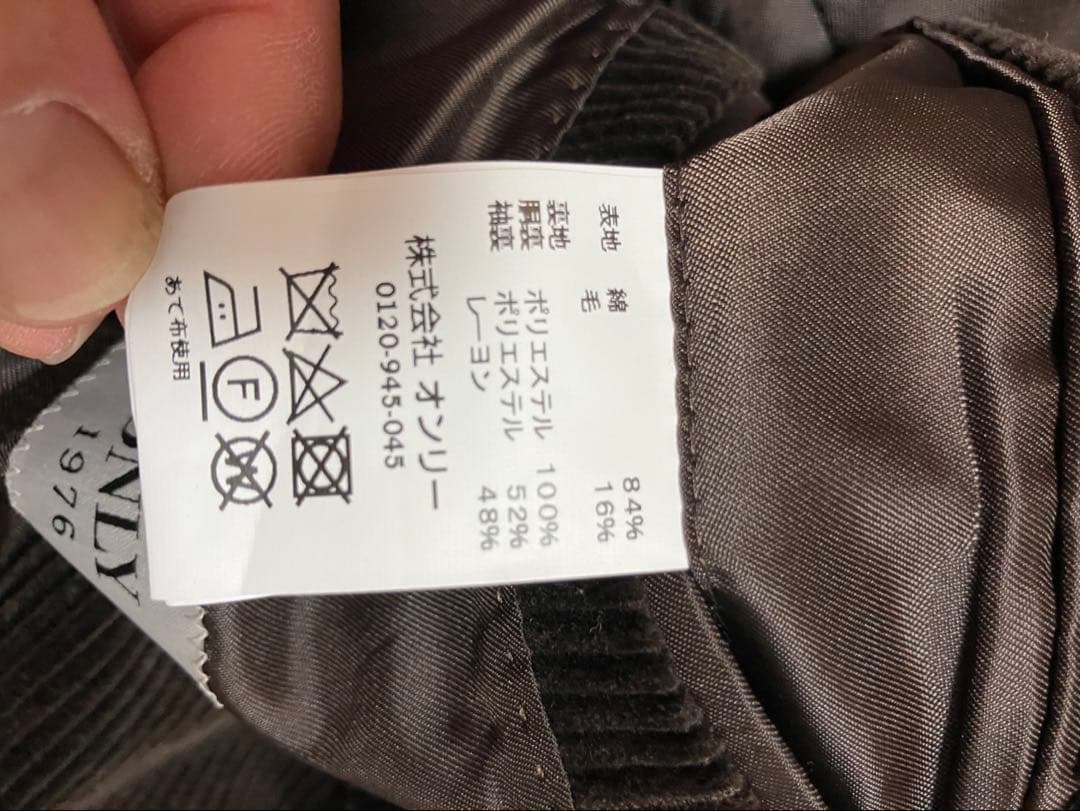 表地 綿 84%
毛 16%
裏地
胴裏 ポリエステル 100%
袖裏 ポリエステル 52%
レーヨン 48%
株式会社 オンリー
0120-945-045
F W
あて布使用
ONLY
1976